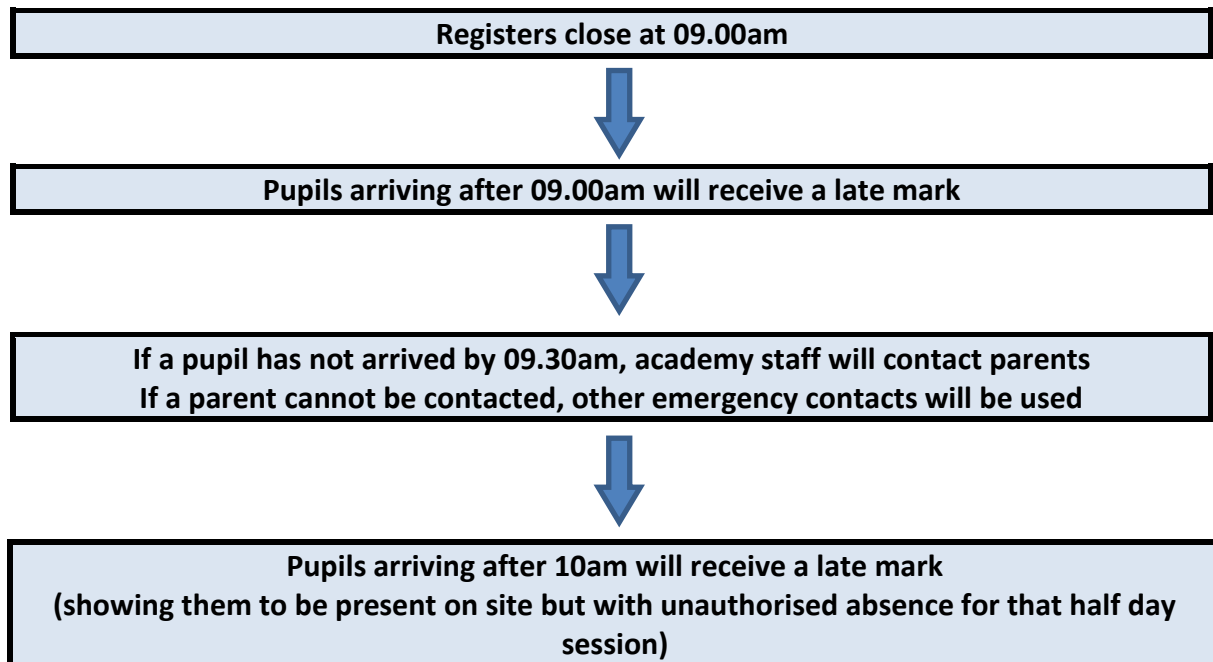 Registers close at 09.00am
Pupils arriving after 09.00am will receive a late mark
If a pupil has not arrived by 09.30am, academy staff will contact parents
If a parent cannot be contacted, other emergency contacts will be used
Pupils arriving after 10am will receive a late mark
(showing them to be present on site but with unauthorised absence for that half day
session)